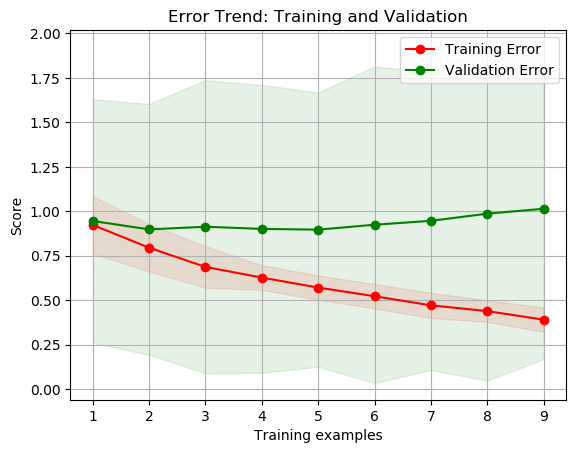 Error Trend: Training and Validation
2.00
1.75
1.50
1.25
1.00
0.75
0.50
0.25
0.00
Score
Training Error
Validation Error
1 2 3 4 5 6 7 8 9
Training examples